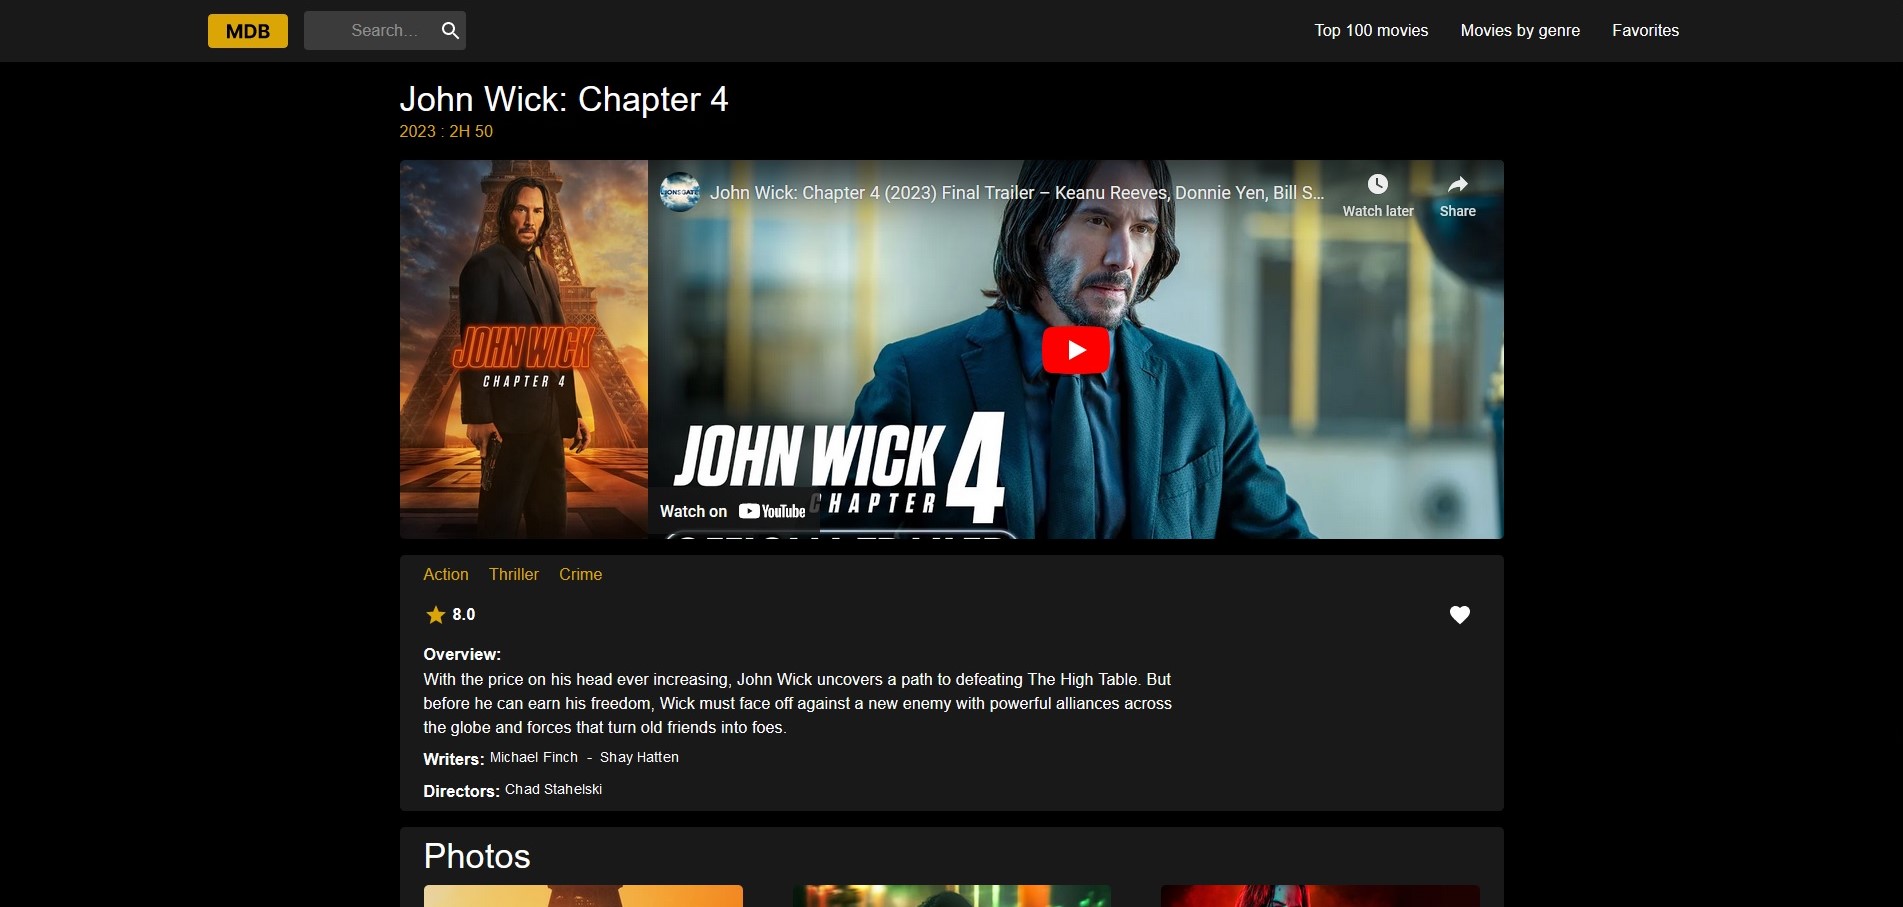 MDB
Search...
Top 100 movies
Movies by genre
Favorites
John Wick: Chapter 4
2023 : 2H 50
JOHN WICK
CHAPTER 4
LIONSGATE
John Wick: Chapter 4 (2023) Final Trailer – Keanu Reeves, Donnie Yen, Bill S...
Watch later
Share
JOHN WICK 4
CHAPTER
Watch on YouTube
OFFICIAL TRAILER
Action Thriller Crime
8.0
Overview:
With the price on his head ever increasing, John Wick uncovers a path to defeating The High Table. But
before he can earn his freedom, Wick must face off against a new enemy with powerful alliances across
the globe and forces that turn old friends into foes.
Writers: Michael Finch - Shay Hatten
Directors: Chad Stahelski
Photos